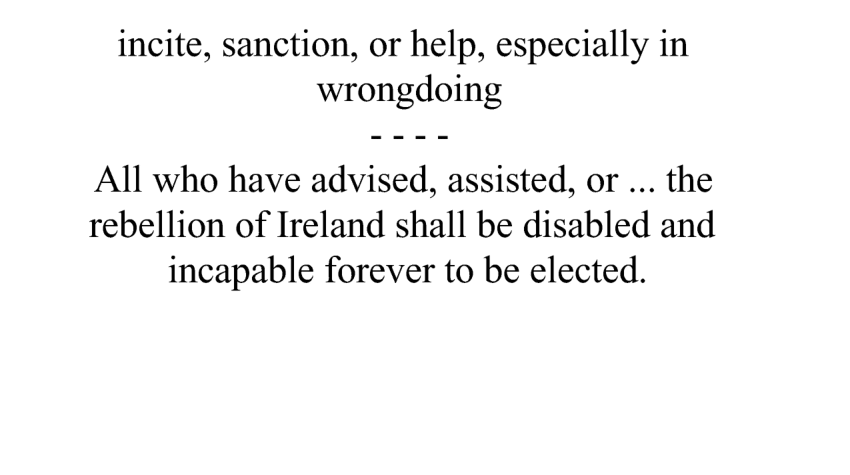 incite, sanction, or help, especially in
wrongdoing
- - - -
All who have advised, assisted, or ... the
rebellion of Ireland shall be disabled and
incapable forever to be elected.